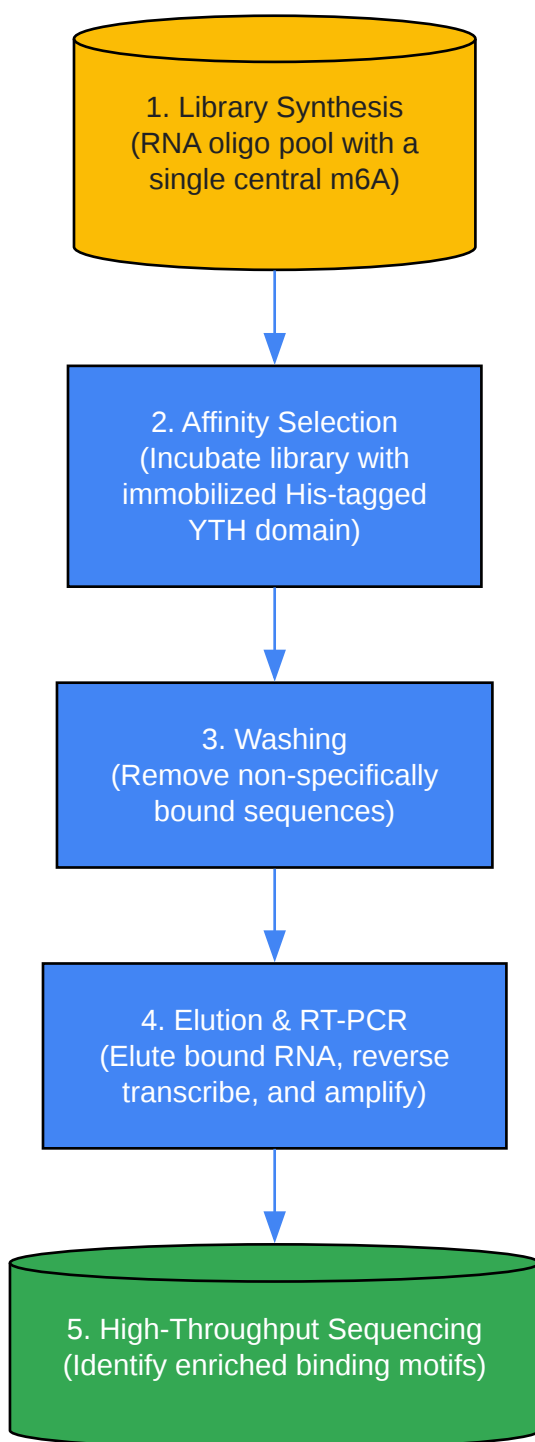 1. Library Synthesis
(RNA oligo pool with a
single central m6A)
2. Affinity Selection
(Incubate library with
immobilized His-tagged
YTH domain)
3. Washing
(Remove non-specifically
bound sequences)
4. Elution & RT-PCR
(Elute bound RNA, reverse
transcribe, and amplify)
5. High-Throughput Sequencing
(Identify enriched binding motifs)